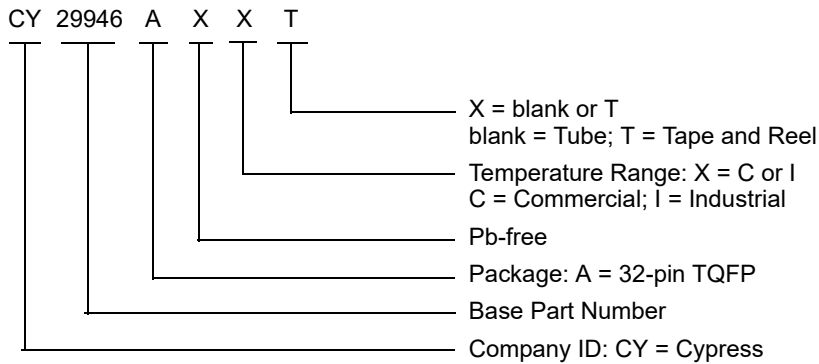 CY 29946 A X X T
X = blank or T
blank = Tube; T = Tape and Reel
Temperature Range: X = C or I
C = Commercial; I = Industrial
Pb-free
Package: A = 32-pin TQFP
Base Part Number
Company ID: CY = Cypress